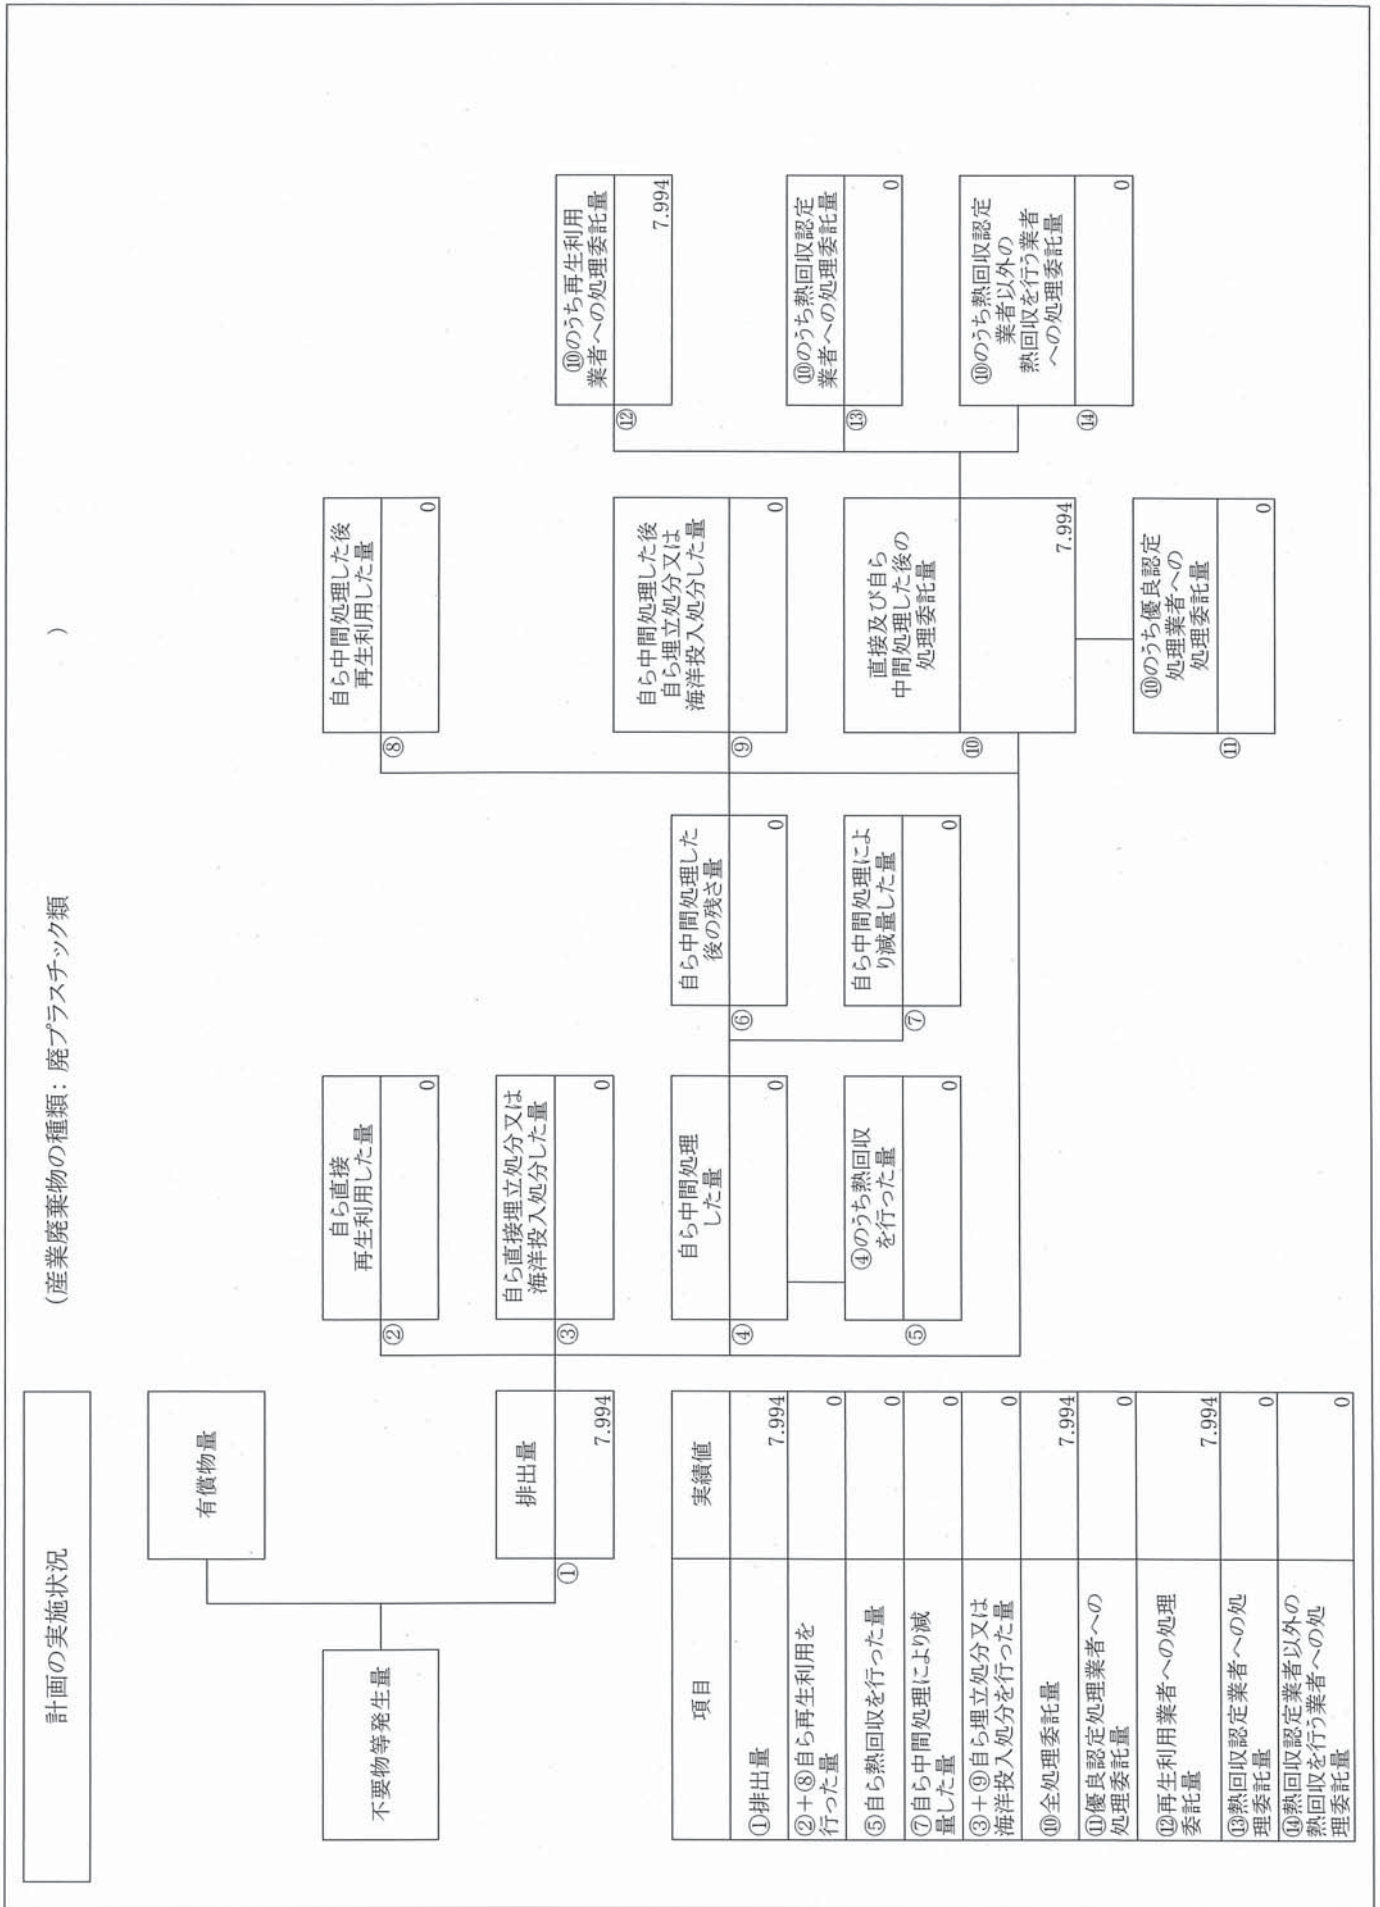 計画の実施状況
(産業廃棄物の種類：廃プラスチック類　　　　　)
不要物等発生量
有償物量
①
排出量
7.994
②
自ら直接
再生利用した量
0
③
自ら直接埋立処分又は
海洋投入処分した量
0
④
自ら中間処理
した量
0
⑤
④のうち熱回収
を行った量
0
⑥
自ら中間処理した
後の残さ量
0
⑦
自ら中間処理によ
り減量した量
0
⑧
自ら中間処理した後
再生利用した量
0
⑨
自ら中間処理した後
自ら埋立処分又は
海洋投入処分した量
0
⑩
直接及び自ら
中間処理した後の
処理委託量
7.994
⑪
⑩のうち優良認定
処理業者への
処理委託量
0
⑫
⑩のうち再生利用
業者への処理委託量
7.994
⑬
⑩のうち熱回収認定
業者への処理委託量
0
⑭
⑩のうち熱回収認定
業者以外の
熱回収を行う業者
への処理委託量
0
項目 実績値
①排出量 7.994
②+⑧自ら再生利用を
行った量 0
⑤自ら熱回収を行った量 0
⑦自ら中間処理により減
量した量 0
③+⑨自ら埋立処分又は
海洋投入処分を行った量 0
⑩全処理委託量 7.994
⑪優良認定処理業者への
処理委託量 0
⑫再生利用業者への処理
委託量 7.994
⑬熱回収認定業者への処
理委託量 0
⑭熱回収認定業者以外の
熱回収を行う業者への処
理委託量 0